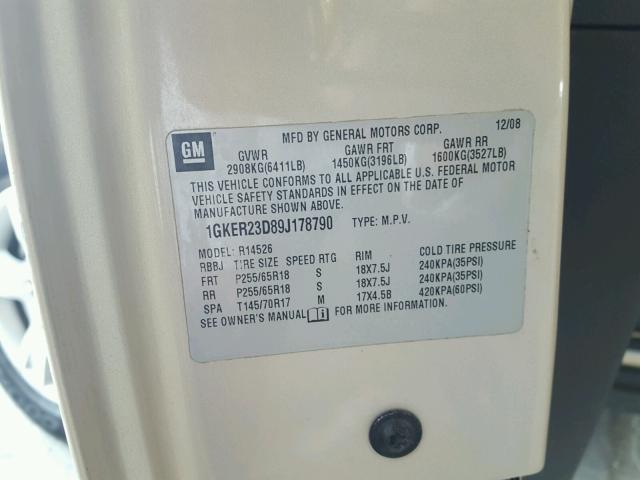 MFD BY GENERAL MOTORS CORP. 12/08
GM GVWR GAWR FRT GAWR RR
2908KG(6411LB) 1450KG(3196LB) 1600KG(3527LB)
THIS VEHICLE CONFORMS TO ALL APPLICABLE U.S. FEDERAL MOTOR
VEHICLE SAFETY STANDARDS IN EFFECT ON THE DATE OF
MANUFACTURE SHOWN ABOVE.
1GKER23D89J178790 TYPE: M.P.V.
MODEL: R14526
RBBJ TIRE SIZE SPEED RTG RIM COLD TIRE PRESSURE
FRT P255/65R18 S 18X7.5J 240KPA(35PSI)
RR P255/65R18 S 18X7.5J 240KPA(35PSI)
SPA T145/70R17 M 17X4.5B 420KPA(60PSI)
SEE OWNER'S MANUAL FOR MORE INFORMATION.